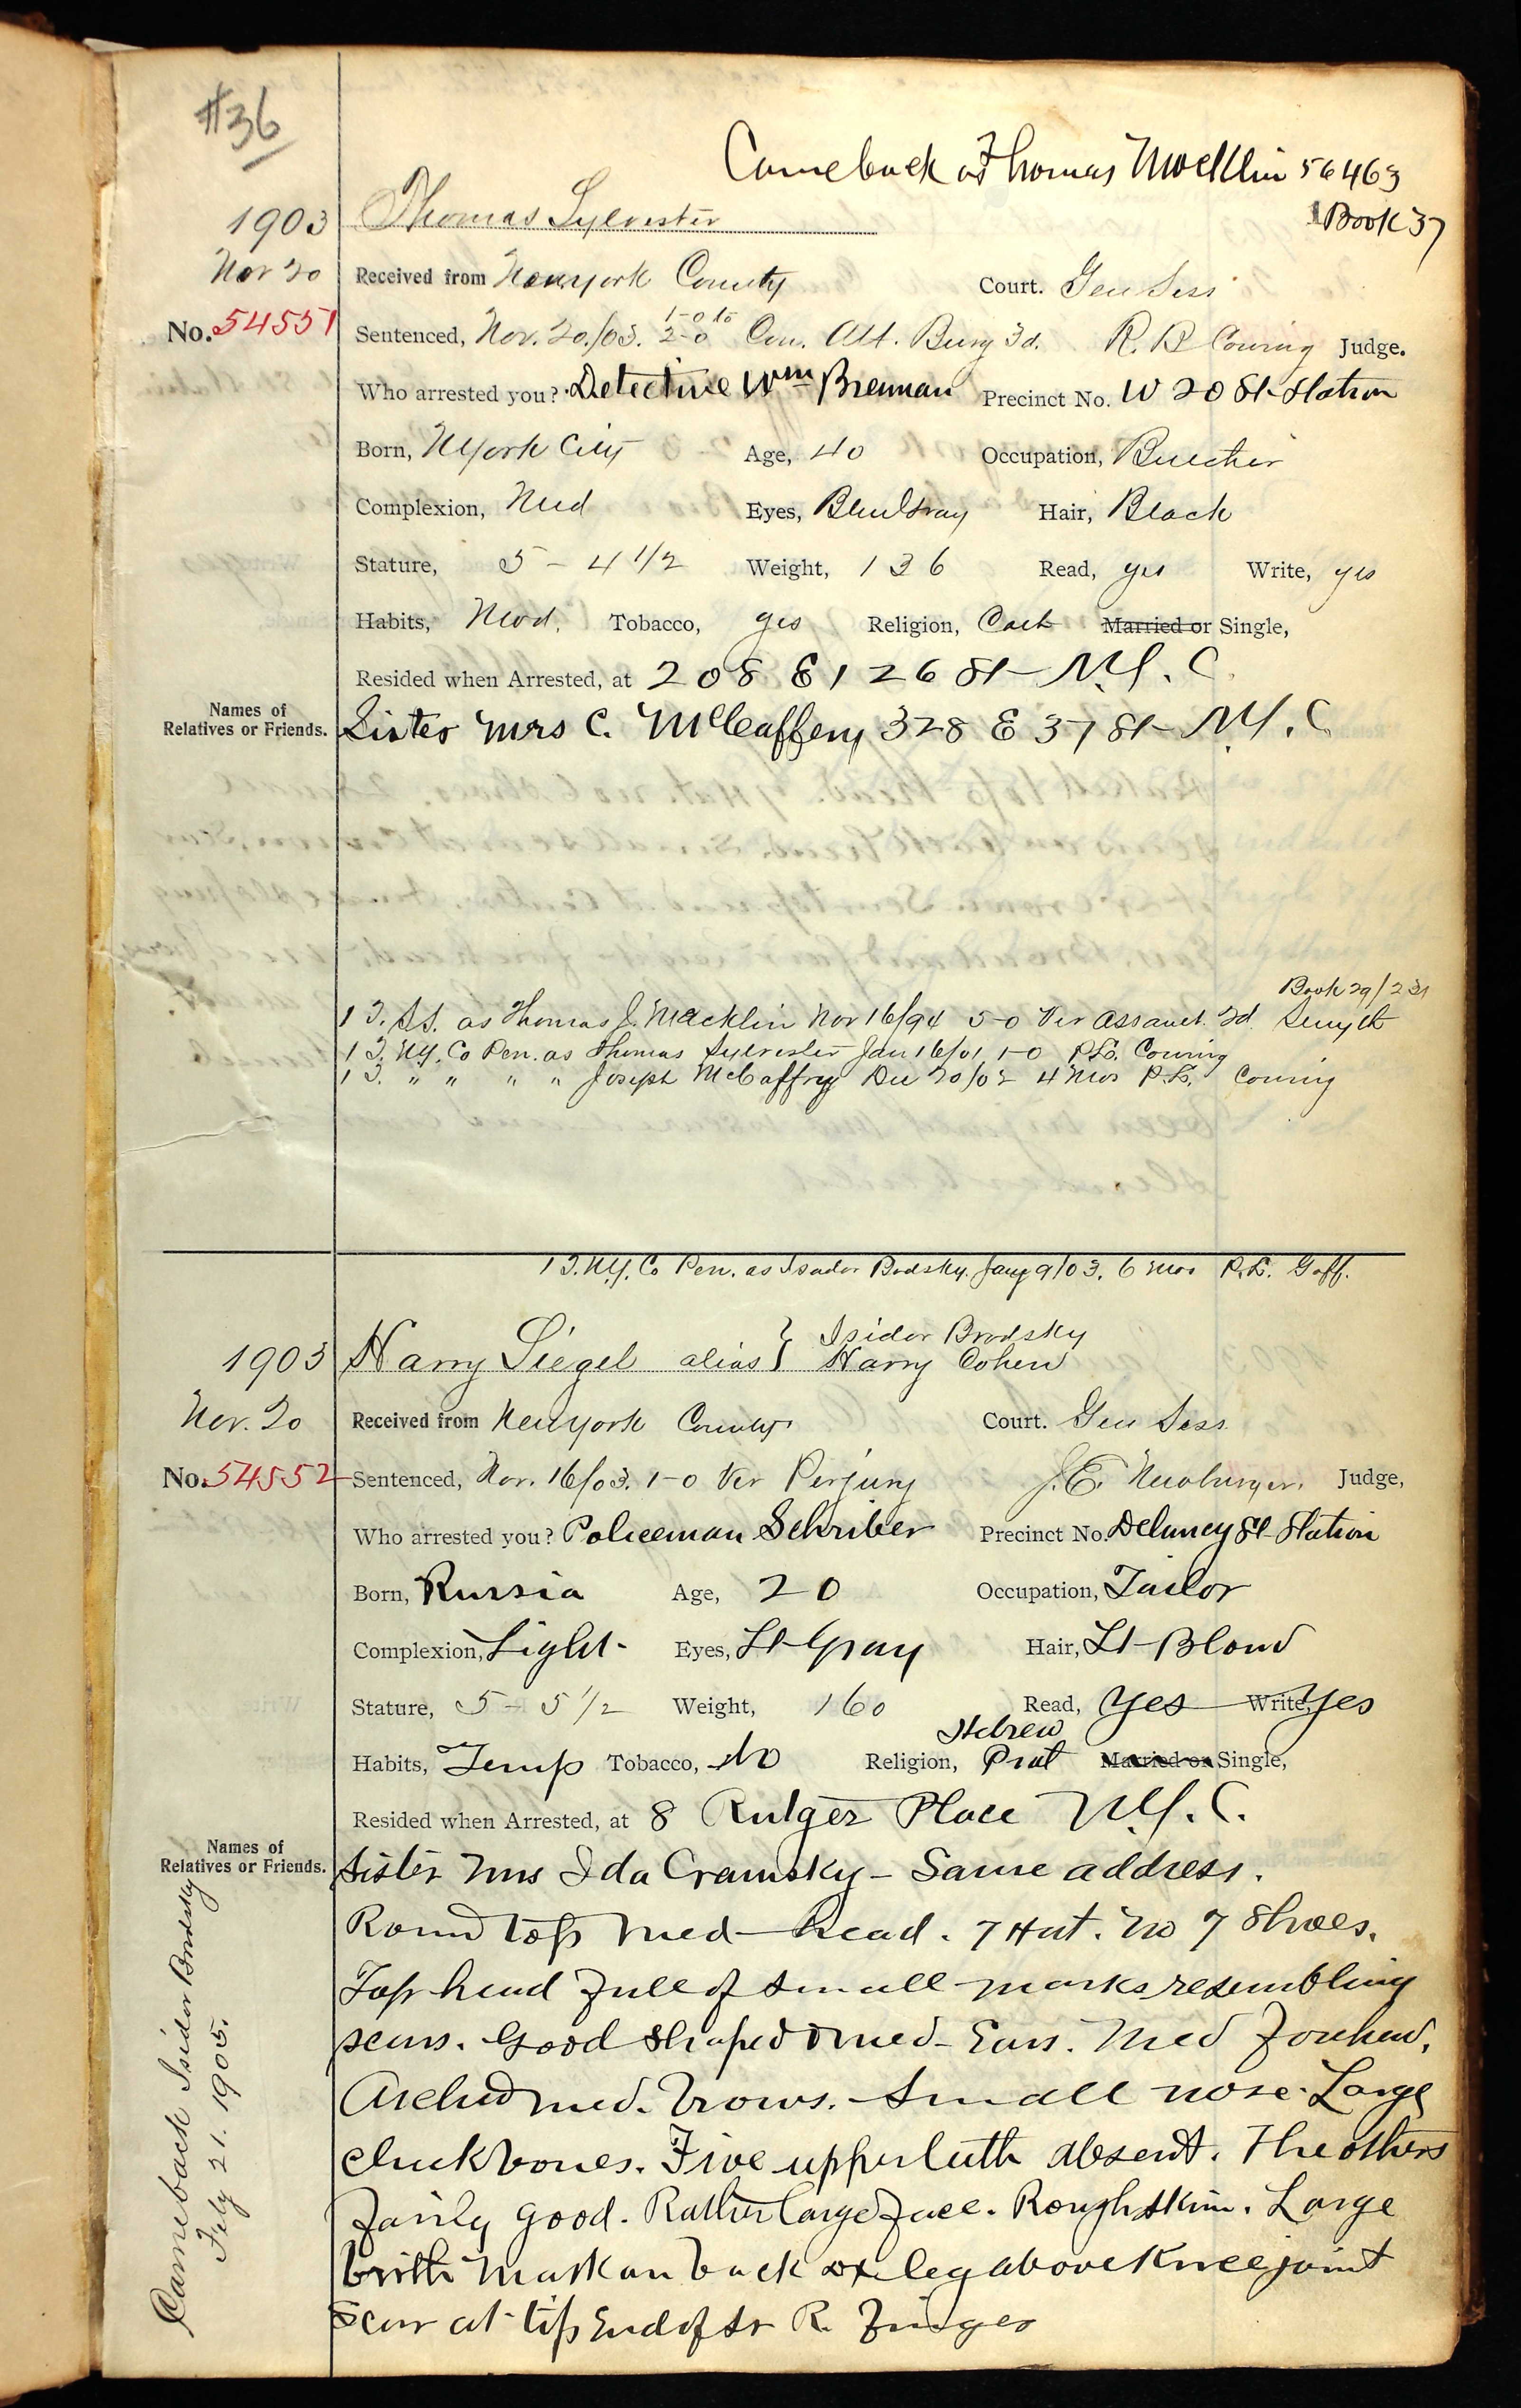 #36
Came back as Thomas Macklin 56463
Book 37
1903 Thomas Sylvester
Nov 20 Received from New York County Court. Gen Sess
No. 54551 Sentenced, Nov. 20/03. 1-0 to 2-0 Con. Att. Burg 3d. R. B Cowing Judge.
Who arrested you? Detective Wm Brennan Precinct No. W 20 St Station
Born, N York City Age, 40 Occupation, Butcher
Complexion, Med Eyes, Blue Gray Hair, Black
Stature, 5 - 4 1/2 Weight, 136 Read, yes Write, yes
Habits, Mod. Tobacco, yes Religion, Cath Married or Single,
Resided when Arrested, at 208 E 126 St N.Y. C.
Names of Relatives or Friends. Sister Mrs C. McCaffery 328 E 37 St N.Y. C
Book 29/231
1 T. S.S. as Thomas J. Macklin Nov 16/94 5-0 Ver Assault 2d Smyth
1 T. N.Y. Co Pen. as Thomas Sylvester Jan 16/01 1-0 P.L. Cowing
1 T. " " " " Joseph McCaffrey Dec 20/02 4 Mos P.L. Cowing
1 T. N.Y. Co Pen. as Isador Brodsky. Jany 9/03. 6 mos P.L. Goff.
1903 Harry Siegel alias } Isidor Brodsky
Harry Cohen
Nov. 20 Received from New York County Court. Gen Sess.
No. 54552 Sentenced, Nov. 16/03. 1-0 Ver Perjury J.E. Newburger. Judge,
Who arrested you? Policeman Schriber Precinct No. Delancy St Station
Born, Russia Age, 20 Occupation, Tailor
Complexion, Light Eyes, Lt Gray Hair, Lt Blond
Stature, 5 - 5 1/2 Weight, 160 Read, Yes Write, Yes
Hebrew
Habits, Temp Tobacco, No Religion, Prot Married or Single,
Resided when Arrested, at 8 Rutger Place N.Y. C.
Names of Relatives or Friends. Sister Mrs Ida Cramsky - Same address.
Round top Med head. 7 Hat. No 7 Shoes.
Top head full of small marks resembling
scars. Good shaped med Ears. Med Forehead.
Arched med. brows. Small nose. Large
cheek bones. Five upper teeth absent. The others
fairly good. Rather large face. Rough skin. Large
birth mark on back of leg above knee joint
Scar at tip End of Fr R. Finger
Came back Isidor Brodsky
July 21. 1905.